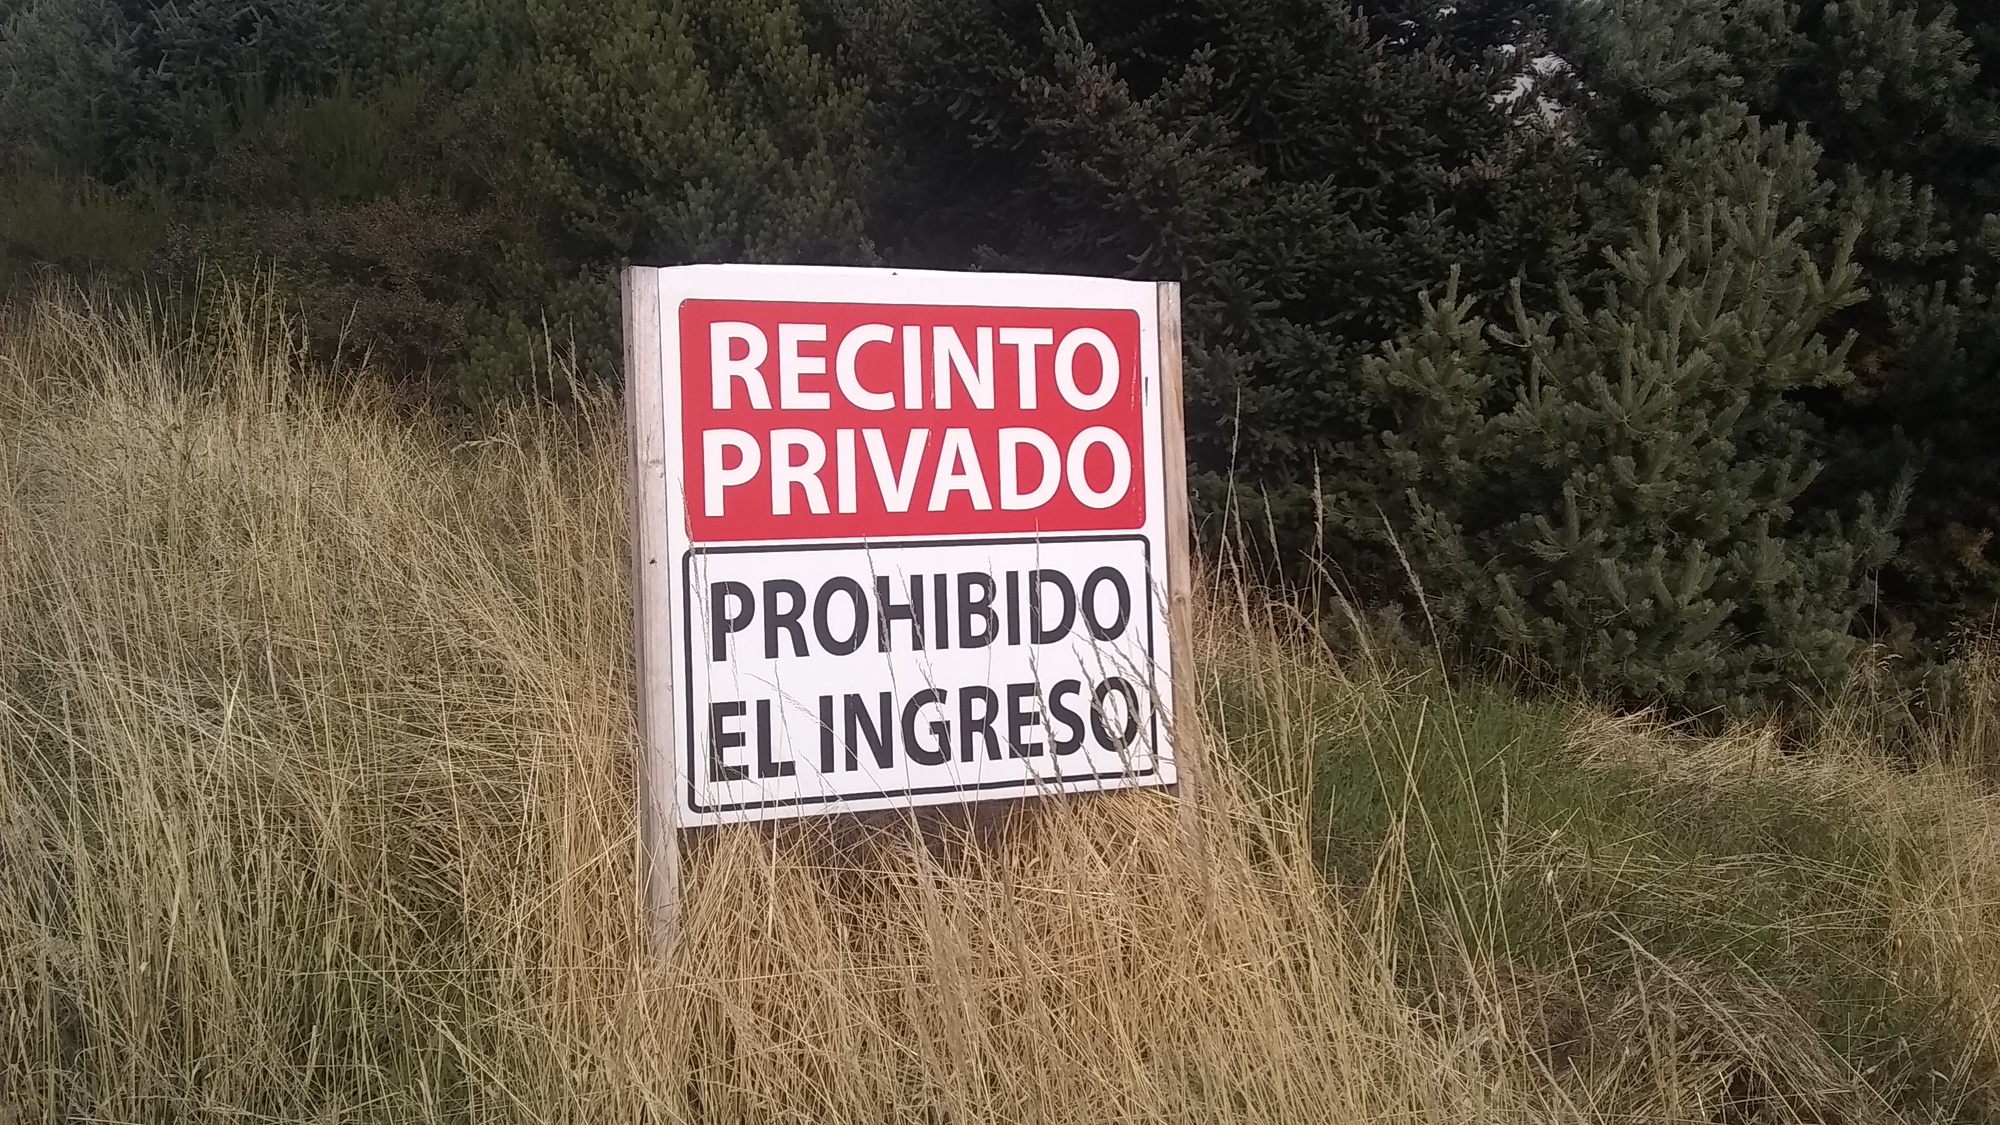 RECINTO
PRIVADO
PROHIBIDO
EL INGRESO